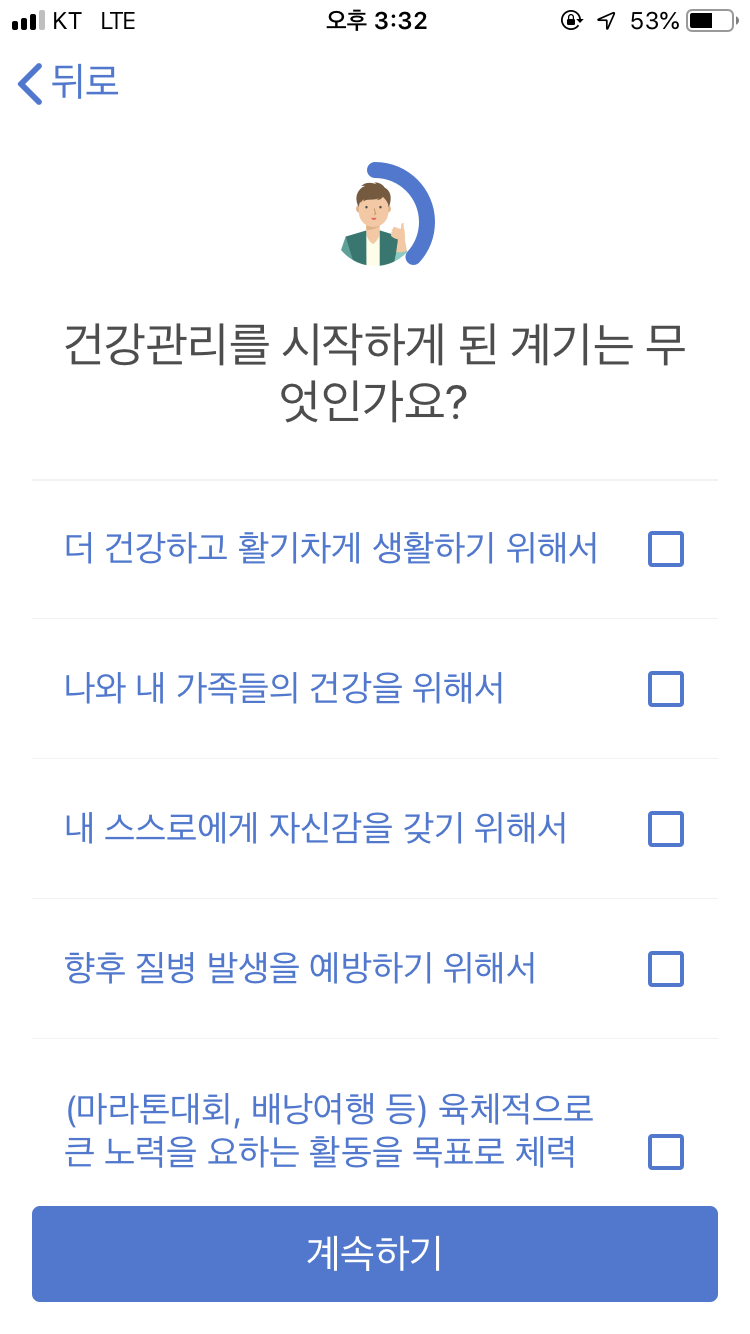 KT LTE 오후 3:32 53%
뒤로
건강관리를 시작하게 된 계기는 무
엇인가요?
더 건강하고 활기차게 생활하기 위해서
나와 내 가족들의 건강을 위해서
내 스스로에게 자신감을 갖기 위해서
향후 질병 발생을 예방하기 위해서
(마라톤대회, 배낭여행 등) 육체적으로
큰 노력을 요하는 활동을 목표로 체력
계속하기